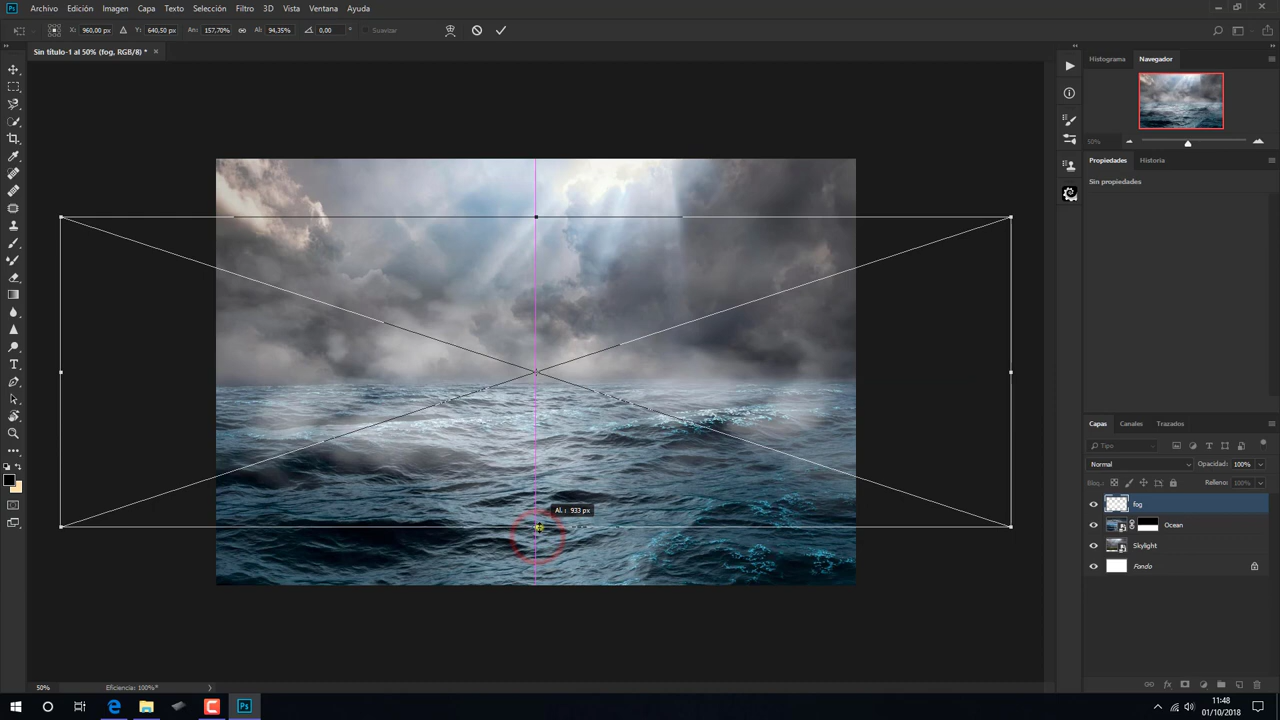 Ps Archivo Edición Imagen Capa Texto Selección Filtro 3D Vista Ventana Ayuda
X: 960,00 px Y: 640,50 px An: 157,70% Al: 94,35% 0,00 ° Suavizar
Sin título-1 al 50% (fog, RGB/8) * ×
Histograma Navegador
50%
Propiedades Historia
Sin propiedades
Capas Canales Trazados
Tipo
Normal Opacidad: 100%
Bloq.: Relleno: 100%
fog
Ocean
Skylight
Fondo
Al. : 933 px
50% Eficiencia: 100%*
Ps
11:48
01/10/2018